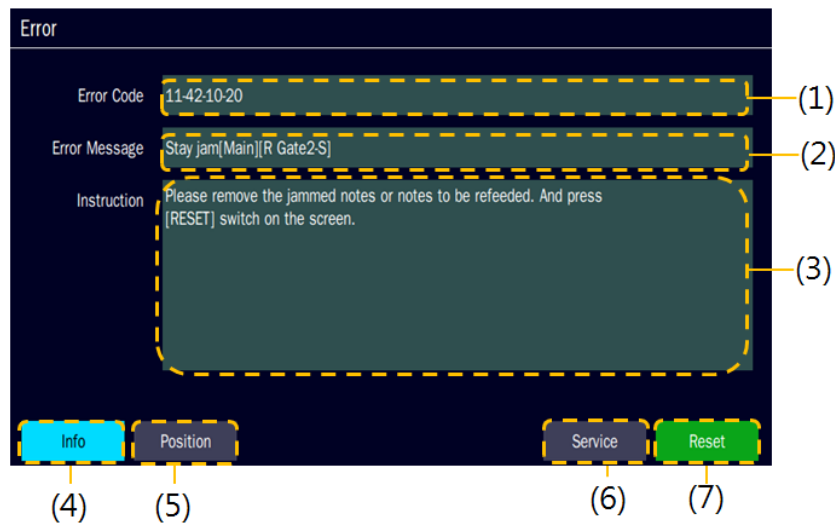 Error
Error Code 11-42-10-20 (1)
Error Message Stay jam[Main][R Gate2-S] (2)
Instruction Please remove the jammed notes or notes to be refeeded. And press
[RESET] switch on the screen.
(3)
Info Position Service Reset
(4) (5) (6) (7)